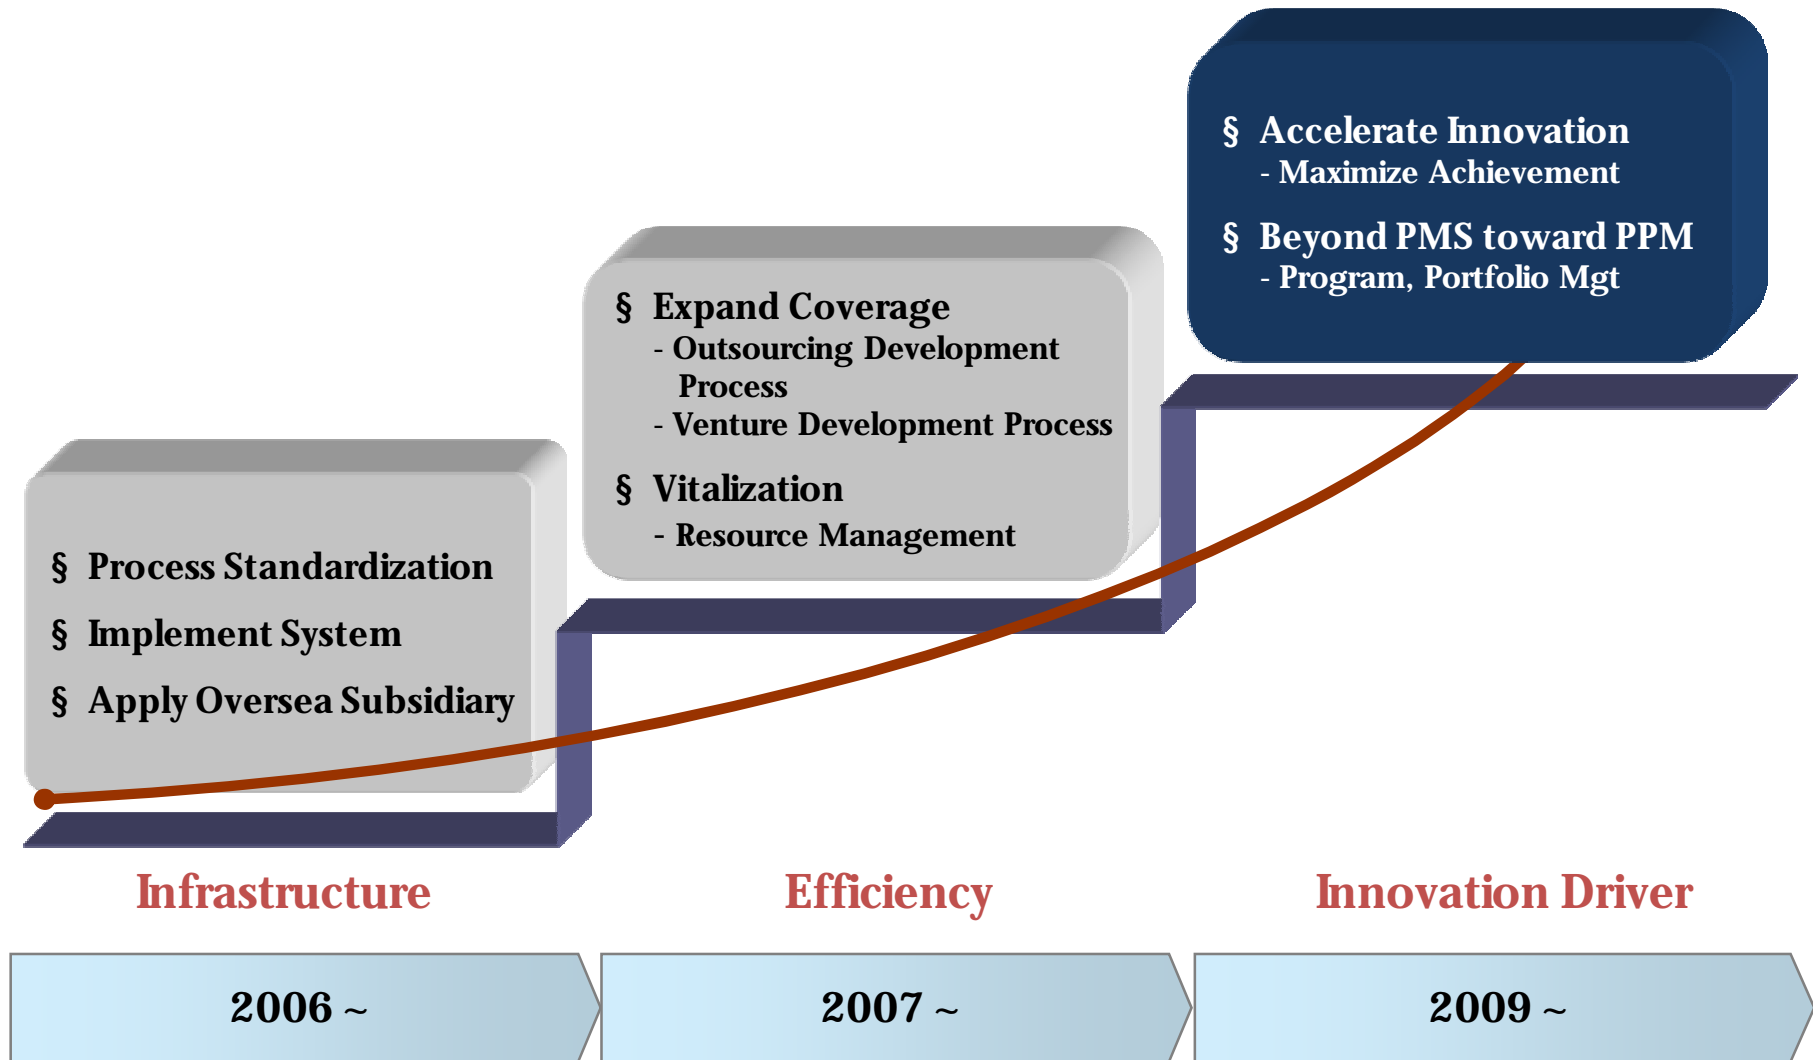 § Accelerate Innovation
- Maximize Achievement
§ Beyond PMS toward PPM
- Program, Portfolio Mgt
§ Expand Coverage
- Outsourcing Development
Process
- Venture Development Process
§ Vitalization
- Resource Management
§ Process Standardization
§ Implement System
§ Apply Oversea Subsidiary
Infrastructure
Efficiency
Innovation Driver
2006 ~
2007 ~
2009 ~